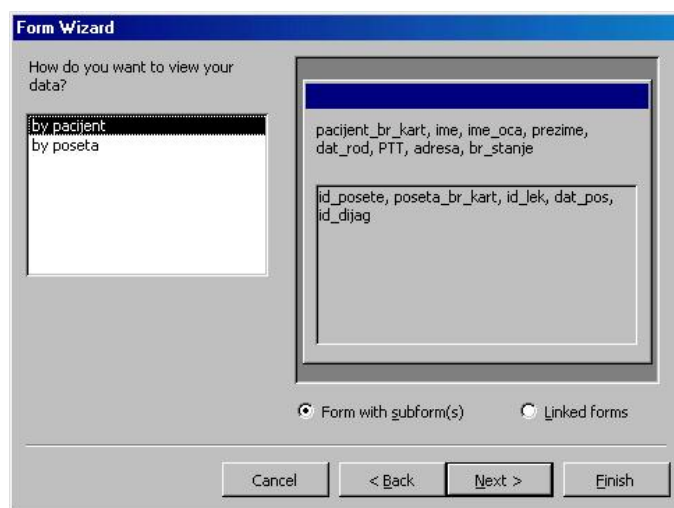 Form Wizard
How do you want to view your
data?
by pacijent
by poseta
pacijent_br_kart, ime, ime_oca, prezime,
dat_rod, PTT, adresa, br_stanje
id_posete, poseta_br_kart, id_lek, dat_pos,
id_dijag
Form with subform(s)
Linked forms
Cancel
< Back
Next >
Finish